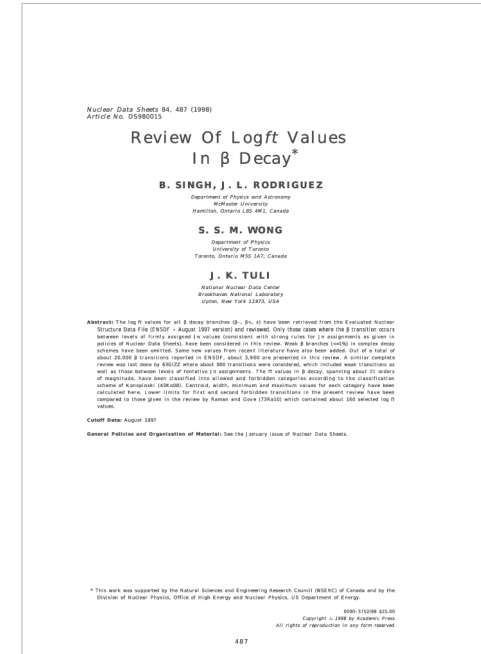 Nuclear Data Sheets 84, 487 (1998)
Article No. DS980015
Review Of Logft Values
In β Decay*
B. SINGH, J. L. RODRIGUEZ
Department of Physics and Astronomy
McMaster University
Hamilton, Ontario L8S 4M1, Canada
S. S. M. WONG
Department of Physics
University of Toronto
Toronto, Ontario M5S 1A7, Canada
J. K. TULI
National Nuclear Data Center
Brookhaven National Laboratory
Upton, New York 11973, USA
Abstract: The log ft values for all β decay branches (β–, β+, ε) have been retrieved from the Evaluated Nuclear
Structure Data File (ENSDF – August 1997 version) and reviewed. Only those cases where the β transition occurs
between levels of firmly assigned Jπ values (consistent with strong rules for Jπ assignments as given in
policies of Nuclear Data Sheets), have been considered in this review. Weak β branches (<≈1%) in complex decay
schemes have been omitted. Some new values from recent literature have also been added. Out of a total of
about 20,000 β transitions reported in ENSDF, about 3,900 are presented in this review. A similar complete
review was last done by 63GiZZ where about 900 transitions were considered, which included weak transitions as
well as those between levels of tentative Jπ assignments. The ft values in β decay, spanning about 21 orders
of magnitude, have been classified into allowed and forbidden categories according to the classification
scheme of Konopinski (43Ko08). Centroid, width, minimum and maximum values for each category have been
calculated here. Lower limits for first and second forbidden transitions in the present review have been
compared to those given in the review by Raman and Gove (73Ra10) which contained about 100 selected log ft
values.
Cutoff Date: August 1997
General Policies and Organization of Material: See the January issue of Nuclear Data Sheets.
* This work was supported by the Natural Sciences and Engineering Research Council (NSERC) of Canada and by the
Division of Nuclear Physics, Office of High Energy and Nuclear Physics, US Department of Energy.
0090–3752/98 $25.00
Copyright © 1998 by Academic Press.
All rights of reproduction in any form reserved.
487